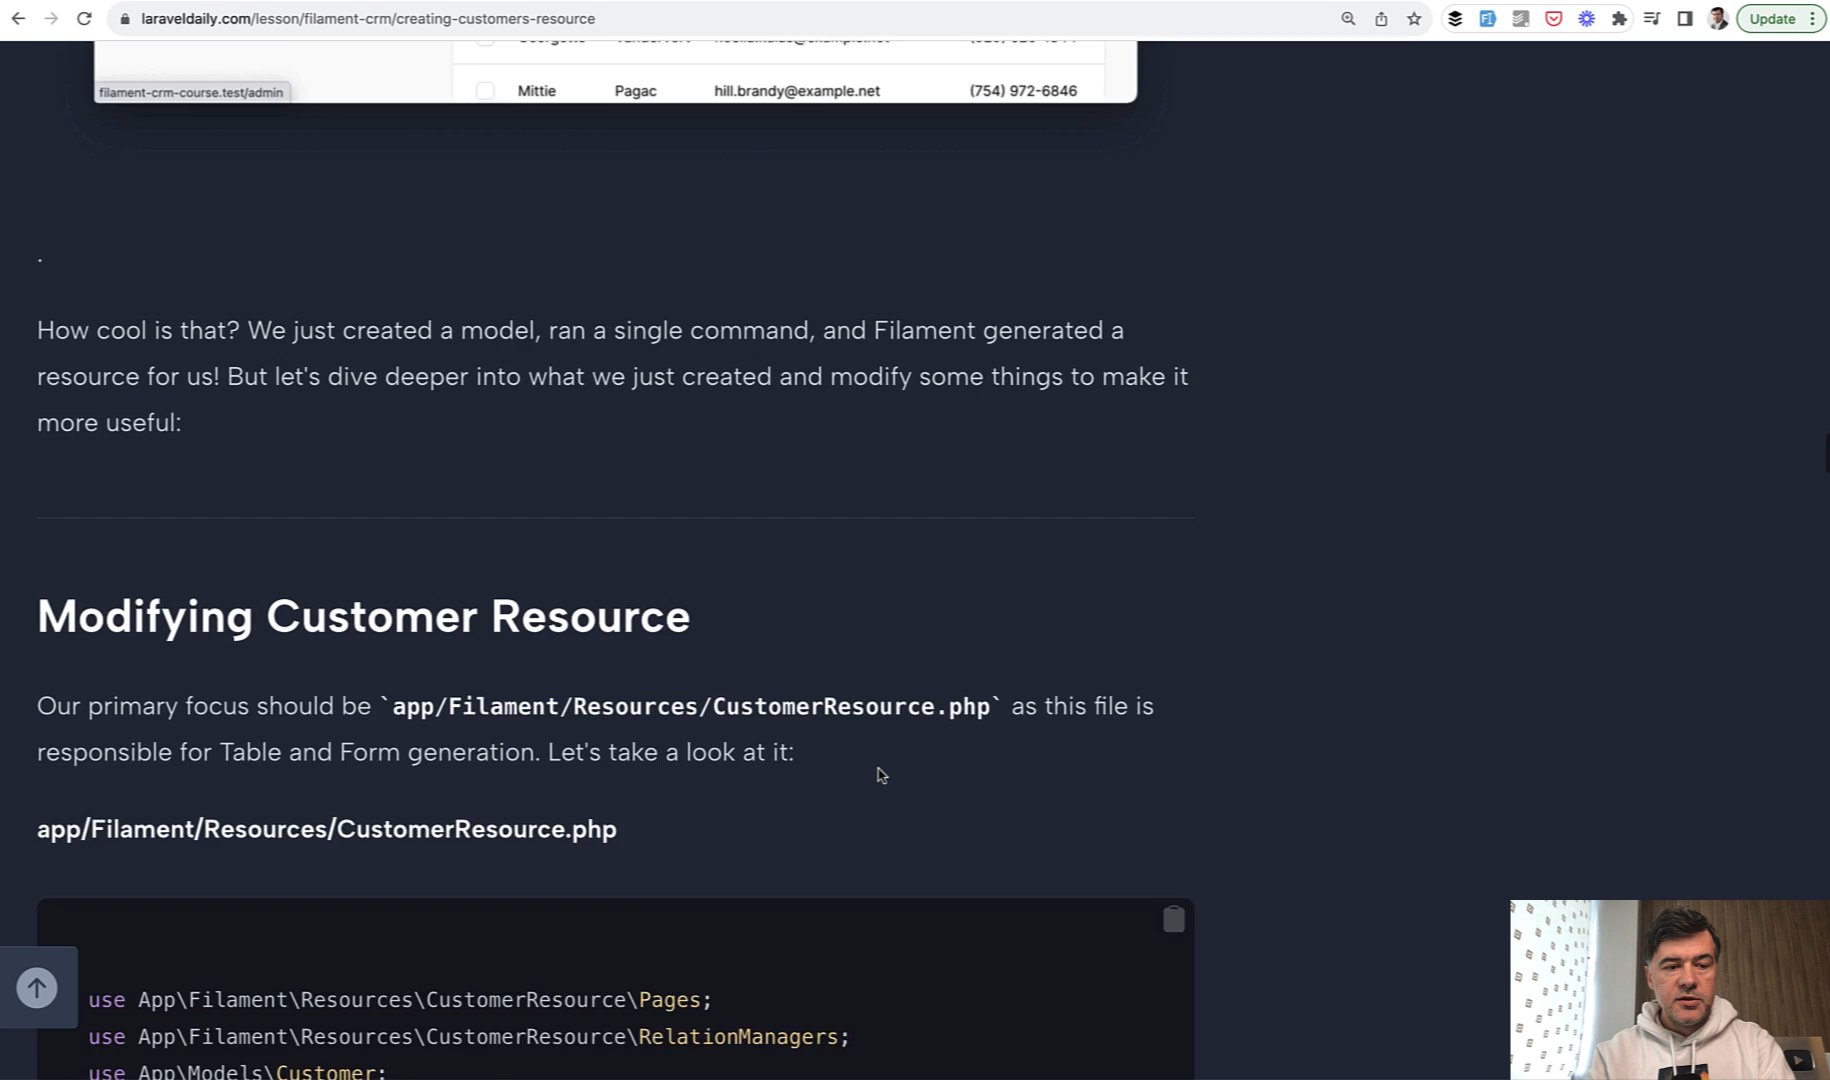 laraveldaily.com/lesson/filament-crm/creating-customers-resource
Update
Mittie Pagac hill.brandy@example.net (754) 972-6846
filament-crm-course.test/admin
.
How cool is that? We just created a model, ran a single command, and Filament generated a
resource for us! But let's dive deeper into what we just created and modify some things to make it
more useful:
Modifying Customer Resource
Our primary focus should be `app/Filament/Resources/CustomerResource.php` as this file is
responsible for Table and Form generation. Let's take a look at it:
app/Filament/Resources/CustomerResource.php
use App\Filament\Resources\CustomerResource\Pages;
use App\Filament\Resources\CustomerResource\RelationManagers;
use App\Models\Customer;